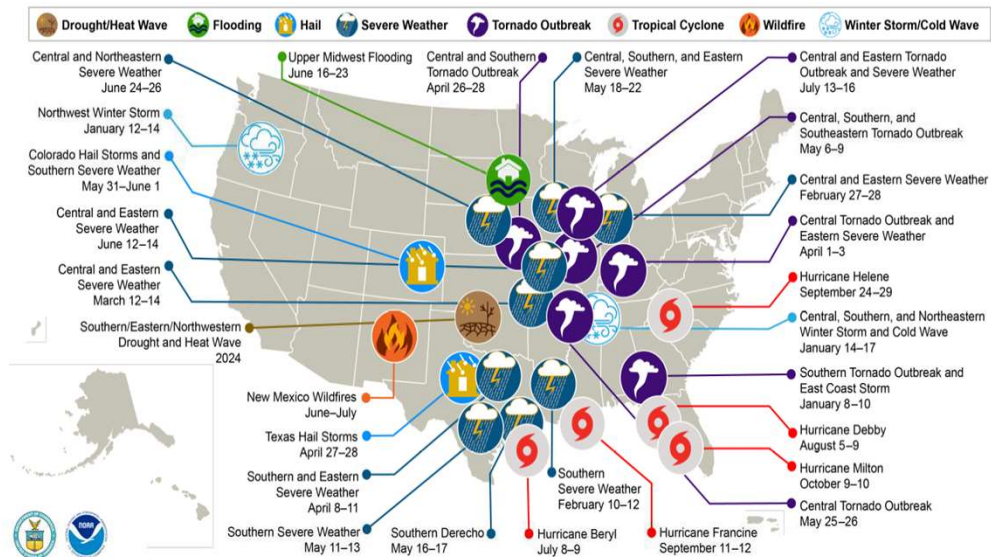 Drought/Heat Wave
Flooding
Hail
Severe Weather
Tornado Outbreak
Tropical Cyclone
Wildfire
Winter Storm/Cold Wave
Central and Northeastern
Severe Weather
June 24–26
Northwest Winter Storm
January 12–14
Colorado Hail Storms and
Southern Severe Weather
May 31–June 1
Central and Eastern
Severe Weather
June 12–14
Central and Eastern
Severe Weather
March 12–14
Southern/Eastern/Northwestern
Drought and Heat Wave
2024
New Mexico Wildfires
June–July
Texas Hail Storms
April 27–28
Southern and Eastern
Severe Weather
April 8–11
Southern Severe Weather
May 11–13
Upper Midwest Flooding
June 16–23
Central and Southern
Tornado Outbreak
April 26–28
Central, Southern, and Eastern
Severe Weather
May 18–22
Central and Eastern Tornado
Outbreak and Severe Weather
July 13–16
Central, Southern, and
Southeastern Tornado Outbreak
May 6–9
Central and Eastern Severe Weather
February 27–28
Central Tornado Outbreak and
Eastern Severe Weather
April 1–3
Hurricane Helene
September 24–29
Central, Southern, and Northeastern
Winter Storm and Cold Wave
January 14–17
Southern Tornado Outbreak and
East Coast Storm
January 8–10
Hurricane Debby
August 5–9
Hurricane Milton
October 9–10
Central Tornado Outbreak
May 25–26
Southern Derecho
May 16–17
Hurricane Beryl
July 8–9
Southern
Severe Weather
February 10–12
Hurricane Francine
September 11–12
NOAA